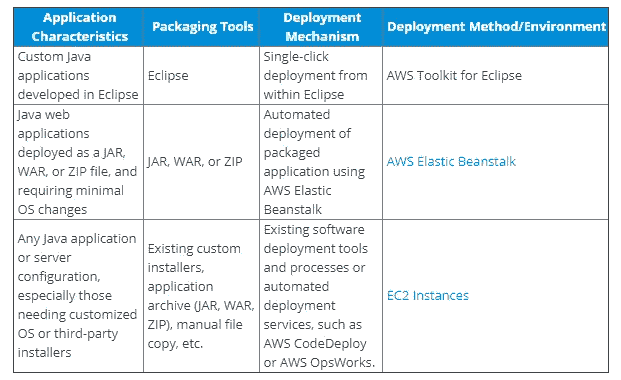 Application
Characteristics
Packaging Tools
Deployment
Mechanism
Deployment Method/Environment
Custom Java
applications
developed in Eclipse
Eclipse
Single-click
deployment from
within Eclipse
AWS Toolkit for Eclipse
Java web
applications
deployed as a JAR,
WAR, or ZIP file, and
requiring minimal
OS changes
JAR, WAR, or ZIP
Automated
deployment of
packaged
application using
AWS Elastic
Beanstalk
AWS Elastic Beanstalk
Any Java application
or server
configuration,
especially those
needing customized
OS or third-party
installers
Existing custom
installers,
application
archive (JAR, WAR,
ZIP), manual file
copy, etc.
Existing software
deployment tools
and processes or
automated
deployment
services, such as
AWS CodeDeploy
or AWS OpsWorks.
EC2 Instances